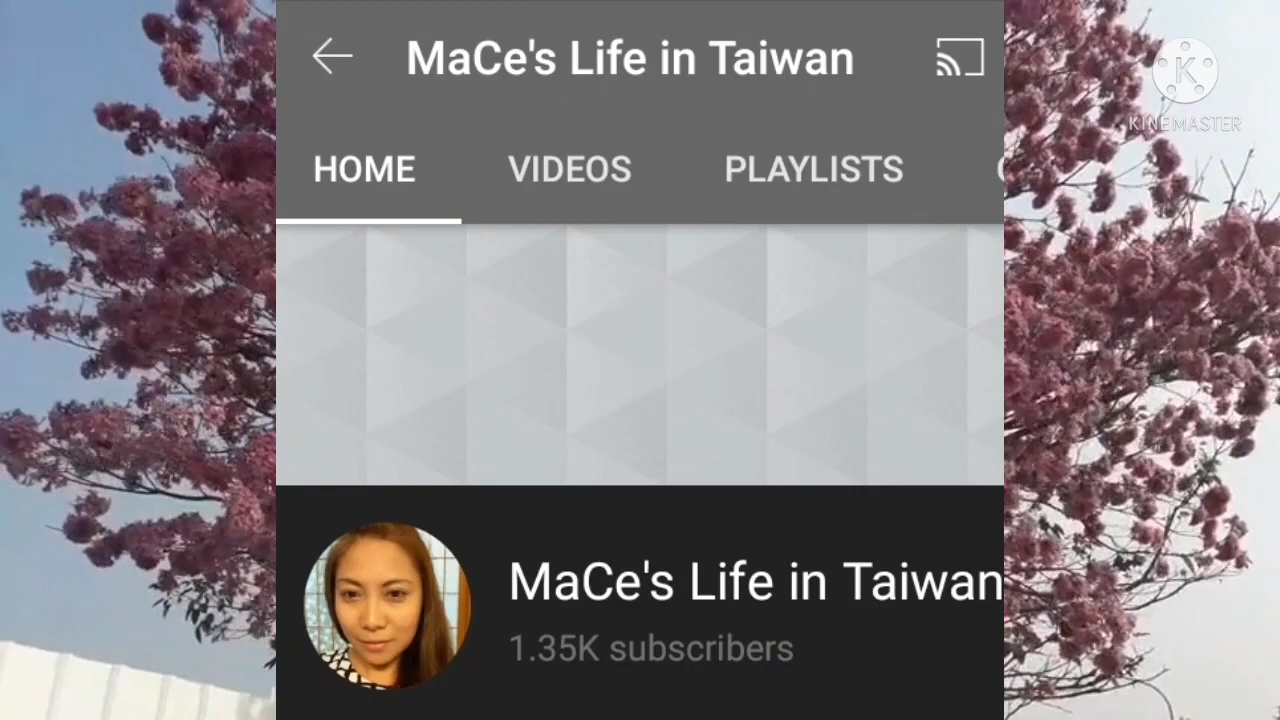 MaCe's Life in Taiwan
K
KINEMASTER
HOME VIDEOS PLAYLISTS
MaCe's Life in Taiwan
1.35K subscribers